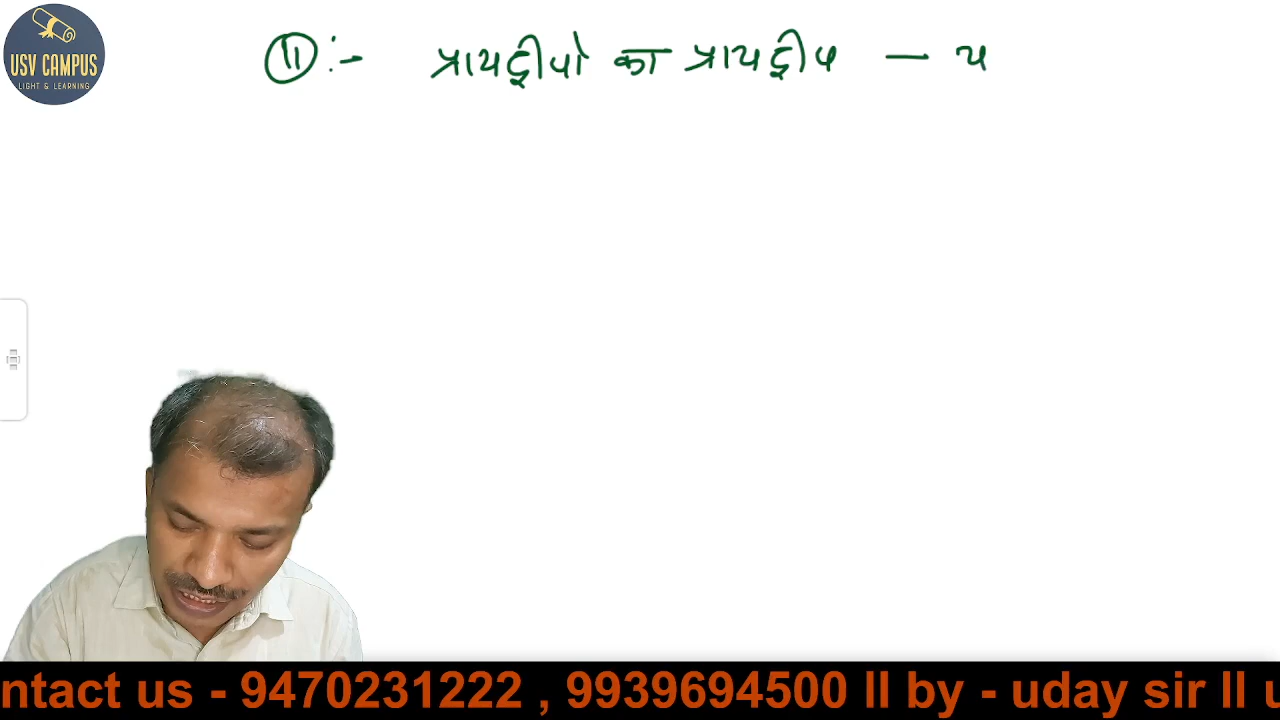 USV CAMPUS
LIGHT & LEARNING
11 :- प्रायद्वीपो का प्रायद्वीप — य
ntact us - 9470231222 , 9939694500 ll by - uday sir ll u